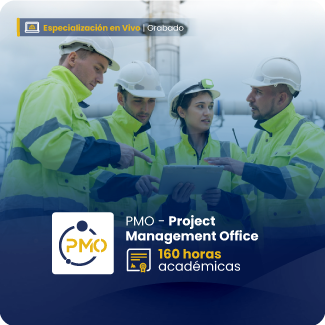 Especialización en Vivo | Grabado
PMO - Project
Management Office
PMO
160 horas
académicas